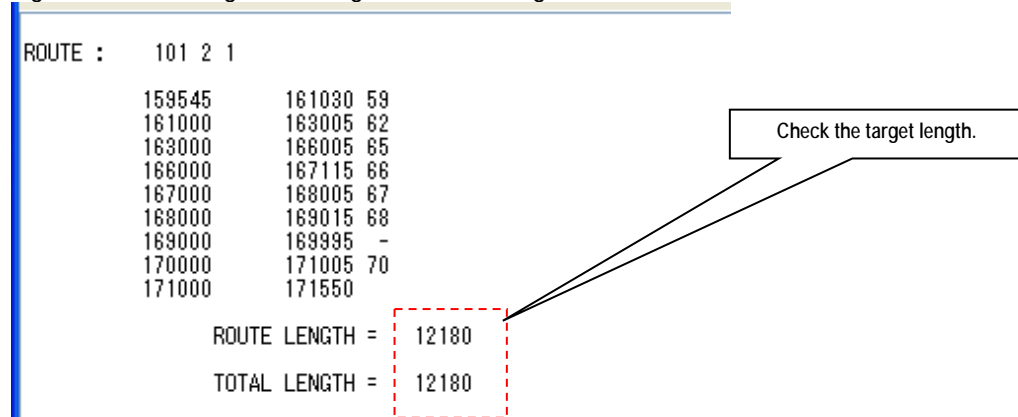 ROUTE : 101 2 1
159545 161030 59
161000 163005 62
163000 166005 65
166000 167115 66
167000 168005 67
168000 169015 68
169000 169995 -
170000 171005 70
171000 171550
Check the target length.
ROUTE LENGTH = 12180
TOTAL LENGTH = 12180